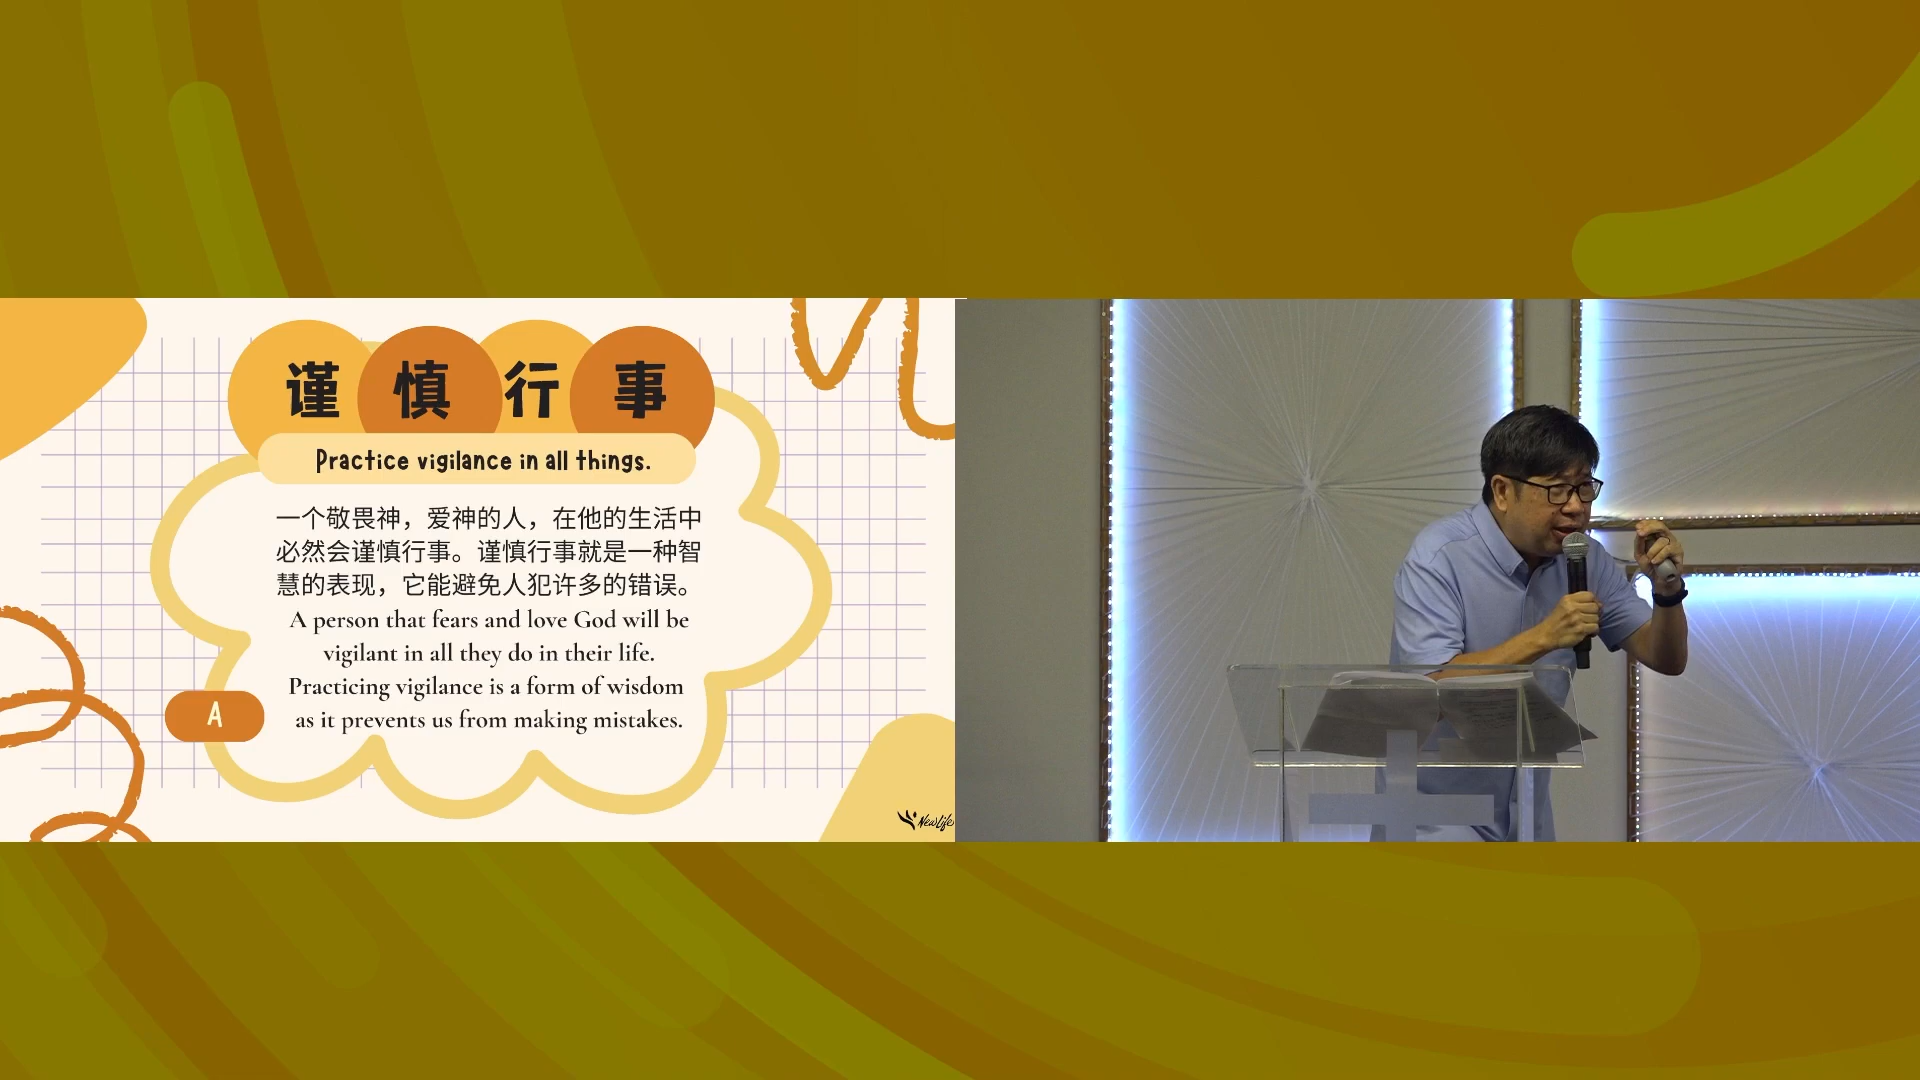 谨慎行事
Practice vigilance in all things.
一个敬畏神，爱神的人，在他的生活中
必然会谨慎行事。谨慎行事就是一种智
慧的表现，它能避免人犯许多的错误。
A person that fears and love God will be
vigilant in all they do in their life.
Practicing vigilance is a form of wisdom
as it prevents us from making mistakes.
A
Newlife